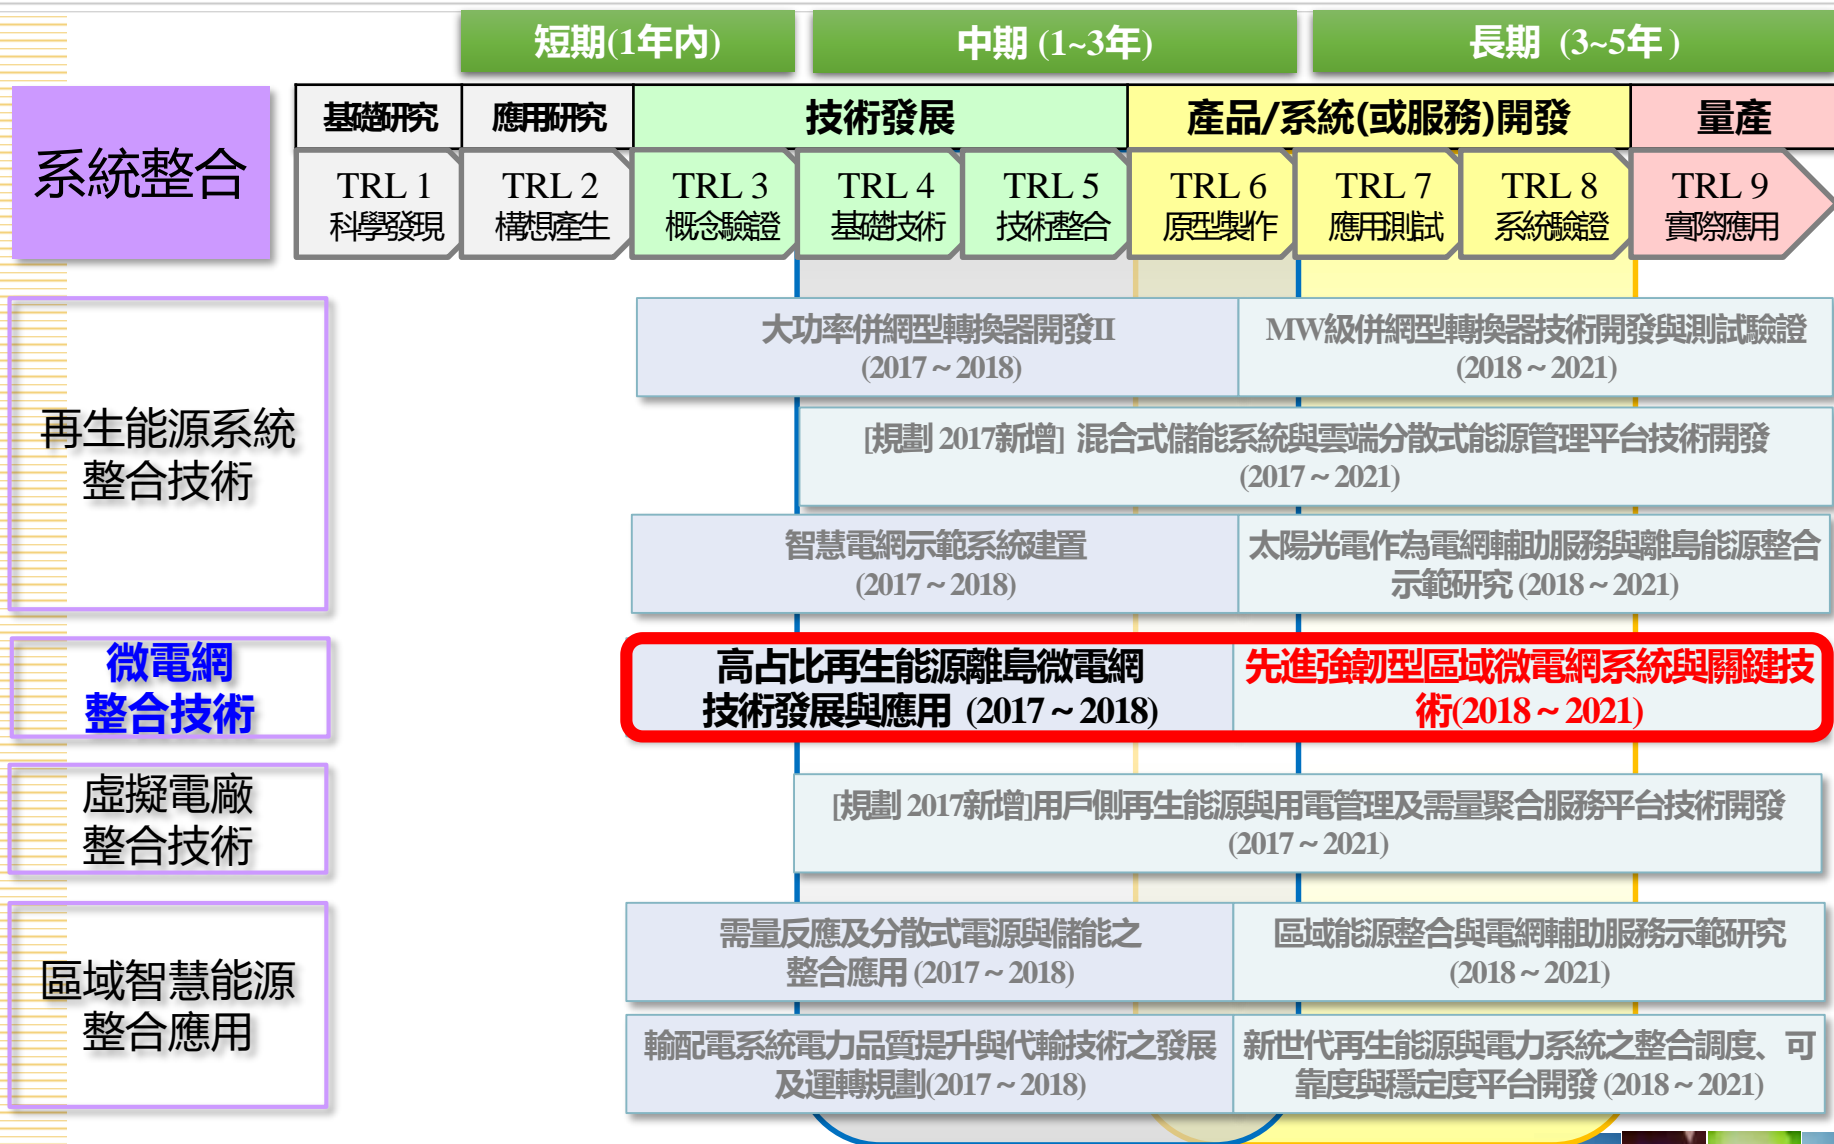 短期(1年內)
中期 (1~3年)
長期 (3~5年)
系統整合
基礎研究
應用研究
技術發展
產品/系統(或服務)開發
量產
TRL 1
科學發現
TRL 2
構想產生
TRL 3
概念驗證
TRL 4
基礎技術
TRL 5
技術整合
TRL 6
原型製作
TRL 7
應用測試
TRL 8
系統驗證
TRL 9
實際應用
再生能源系統
整合技術
大功率併網型轉換器開發II
(2017～2018)
MW級併網型轉換器技術開發與測試驗證
(2018～2021)
[規劃 2017新增] 混合式儲能系統與雲端分散式能源管理平台技術開發
(2017～2021)
智慧電網示範系統建置
(2017～2018)
太陽光電作為電網輔助服務與離島能源整合
示範研究 (2018～2021)
微電網
整合技術
高占比再生能源離島微電網
技術發展與應用 (2017～2018)
先進強韌型區域微電網系統與關鍵技
術(2018～2021)
虛擬電廠
整合技術
[規劃 2017新增]用戶側再生能源與用電管理及需量聚合服務平台技術開發
(2017～2021)
區域智慧能源
整合應用
需量反應及分散式電源與儲能之
整合應用 (2017～2018)
區域能源整合與電網輔助服務示範研究
(2018～2021)
輸配電系統電力品質提升與代輸技術之發展
及運轉規劃(2017～2018)
新世代再生能源與電力系統之整合調度、可
靠度與穩定度平台開發 (2018～2021)